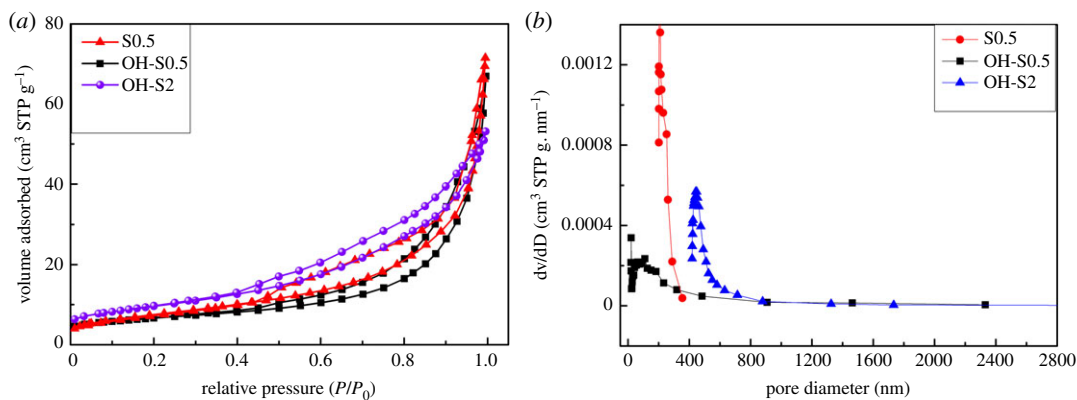 (a)
80
60
40
20
0
volume adsorbed (cm³ STP g⁻¹)
S0.5
OH-S0.5
OH-S2
0
0.2
0.4
0.6
0.8
1.0
relative pressure (P/P₀)
(b)
0.0012
0.0008
0.0004
0
dv/dD (cm³ STP g. nm⁻¹)
S0.5
OH-S0.5
OH-S2
0
400
800
1200
1600
2000
2400
2800
pore diameter (nm)